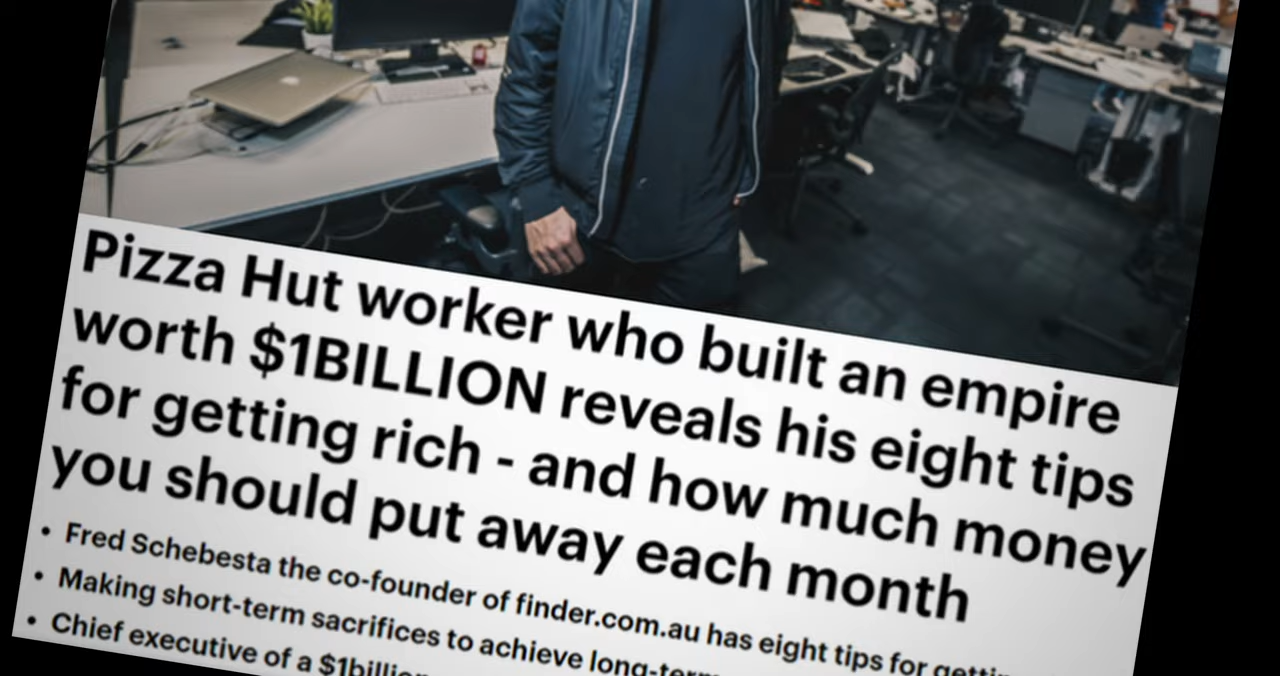 Pizza Hut worker who built an empire
worth $1BILLION reveals his eight tips
for getting rich - and how much money
you should put away each month
• Fred Schebesta the co-founder of finder.com.au has eight tips for
• Making short-term sacrifices to achieve
• Chief executive of a